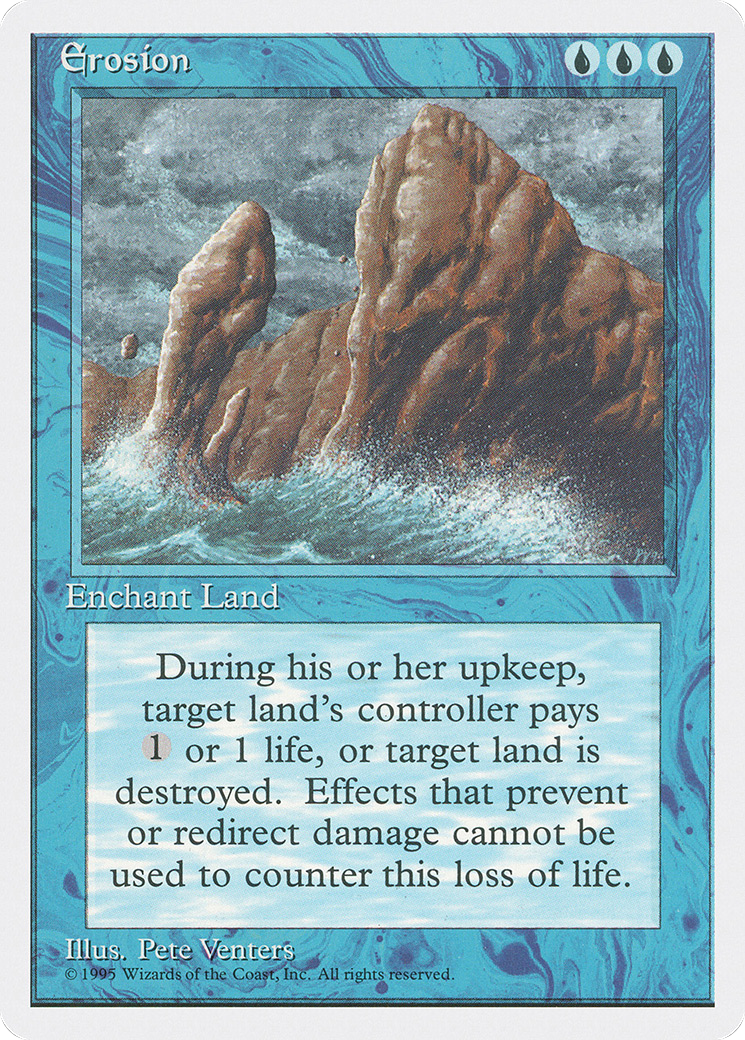 Erosion
Enchant Land
During his or her upkeep,
target land's controller pays
1 or 1 life, or target land is
destroyed. Effects that prevent
or redirect damage cannot be
used to counter this loss of life.
Illus. Pete Venters
© 1995 Wizards of the Coast, Inc. All rights reserved.